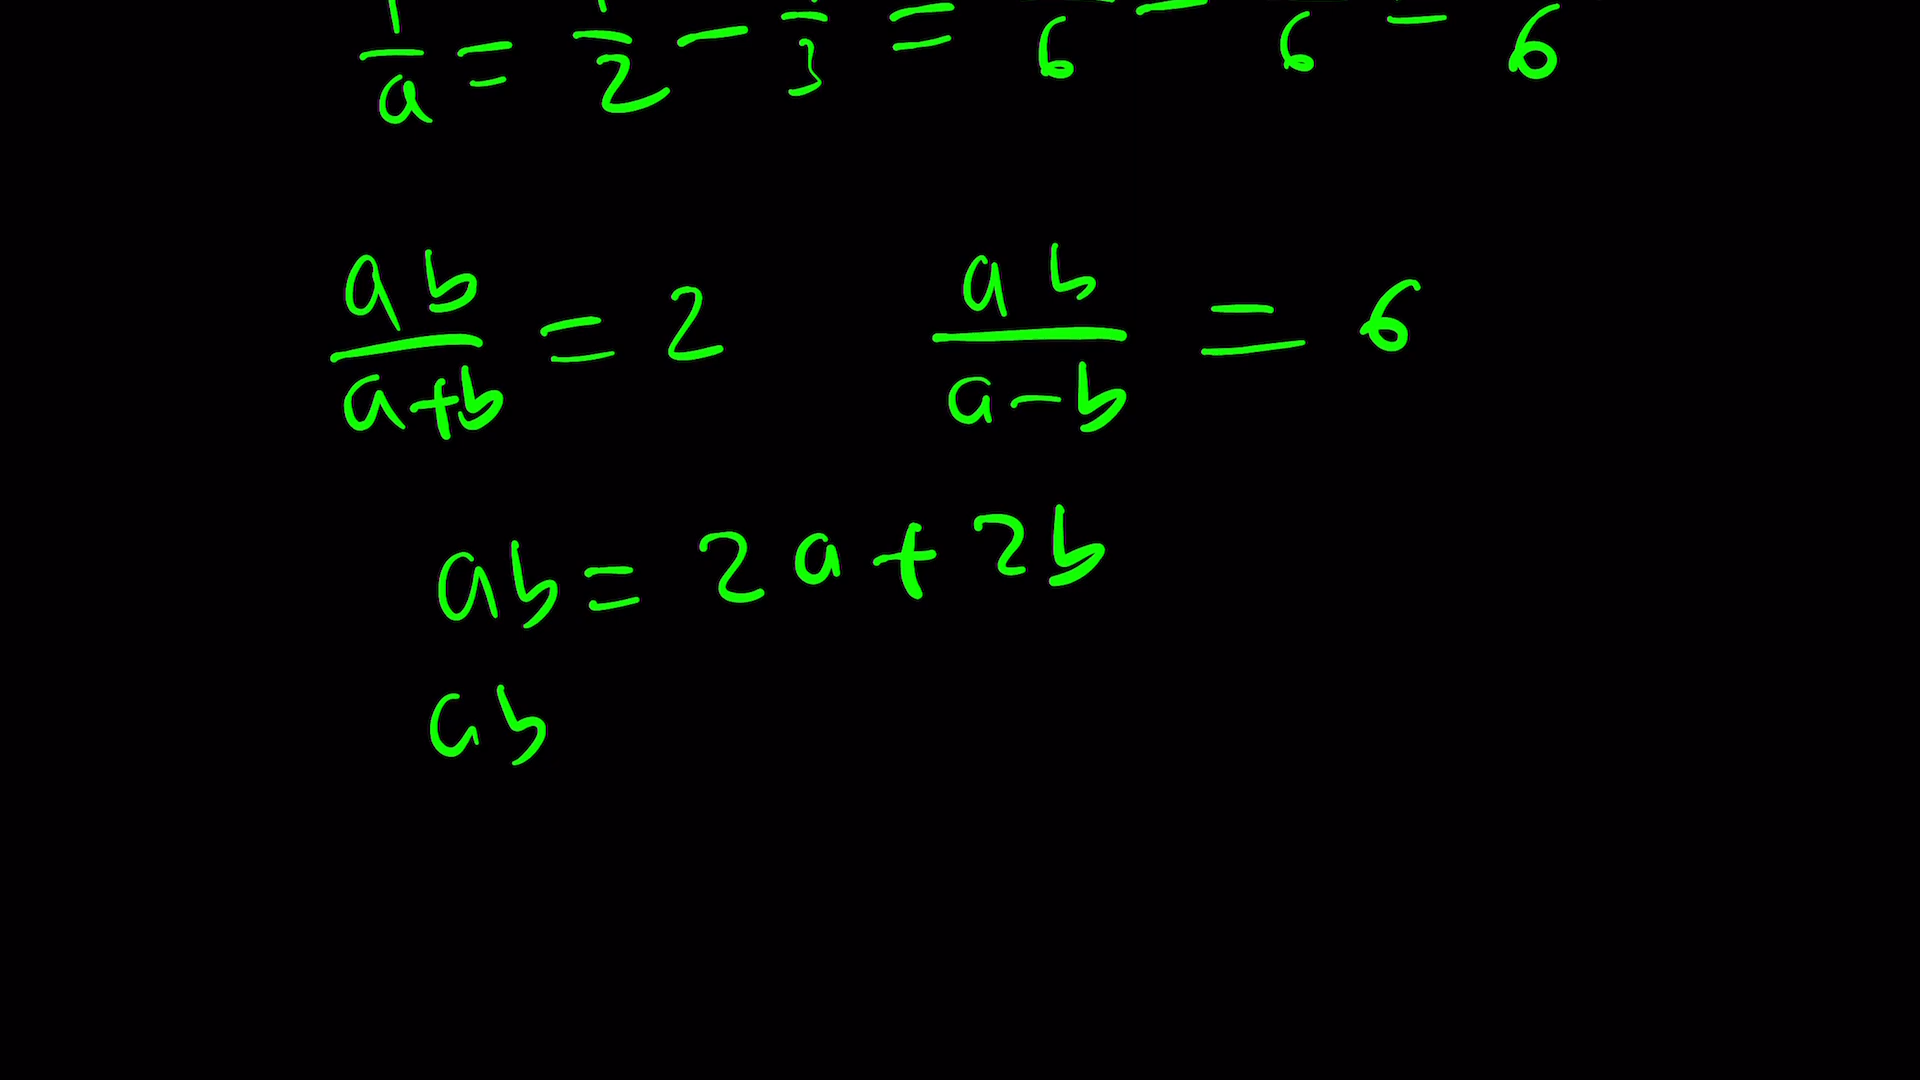 1/a = 1/2 - 1/3 = /6 - /6 = /6
ab/(a+b) = 2    ab/(a-b) = 6
ab = 2a + 2b
ab